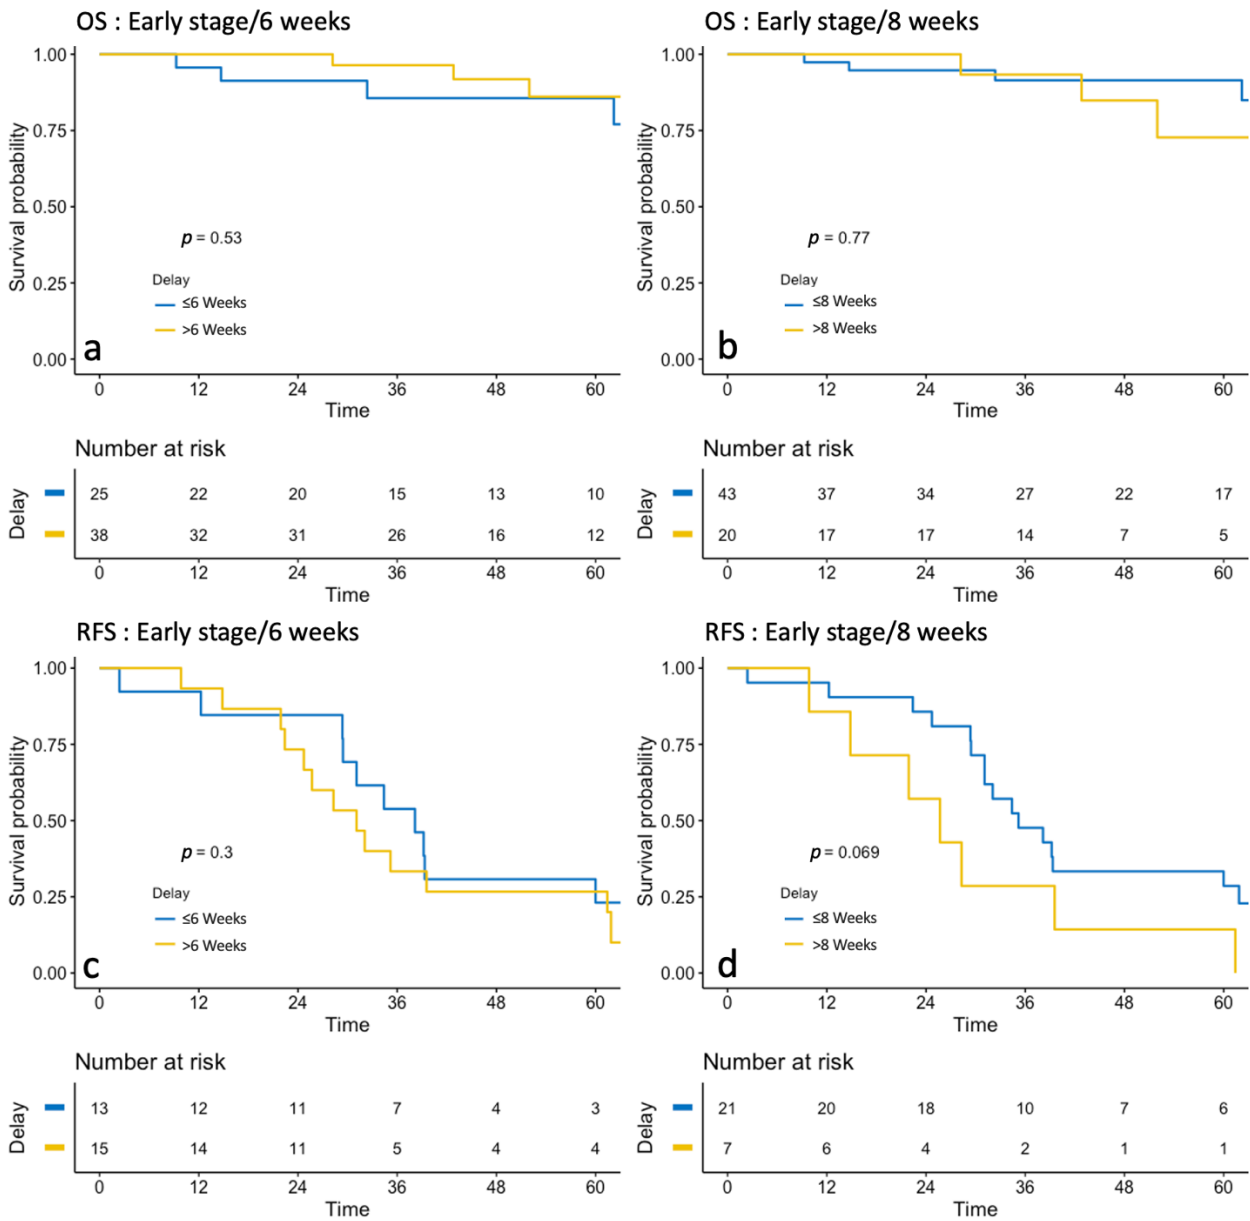 OS : Early stage/6 weeks
1.00
0.75
0.50
0.25
0.00
Survival probability
p = 0.53
Delay
≤6 Weeks
>6 Weeks
a
0 12 24 36 48 60
Time
Number at risk
Delay
25 22 20 15 13 10
38 32 31 26 16 12
0 12 24 36 48 60
Time
OS : Early stage/8 weeks
1.00
0.75
0.50
0.25
0.00
Survival probability
p = 0.77
Delay
≤8 Weeks
>8 Weeks
b
0 12 24 36 48 60
Time
Number at risk
Delay
43 37 34 27 22 17
20 17 17 14 7 5
0 12 24 36 48 60
Time
RFS : Early stage/6 weeks
1.00
0.75
0.50
0.25
0.00
Survival probability
p = 0.3
Delay
≤6 Weeks
>6 Weeks
c
0 12 24 36 48 60
Time
Number at risk
Delay
13 12 11 7 4 3
15 14 11 5 4 4
0 12 24 36 48 60
Time
RFS : Early stage/8 weeks
1.00
0.75
0.50
0.25
0.00
Survival probability
p = 0.069
Delay
≤8 Weeks
>8 Weeks
d
0 12 24 36 48 60
Time
Number at risk
Delay
21 20 18 10 7 6
7 6 4 2 1 1
0 12 24 36 48 60
Time